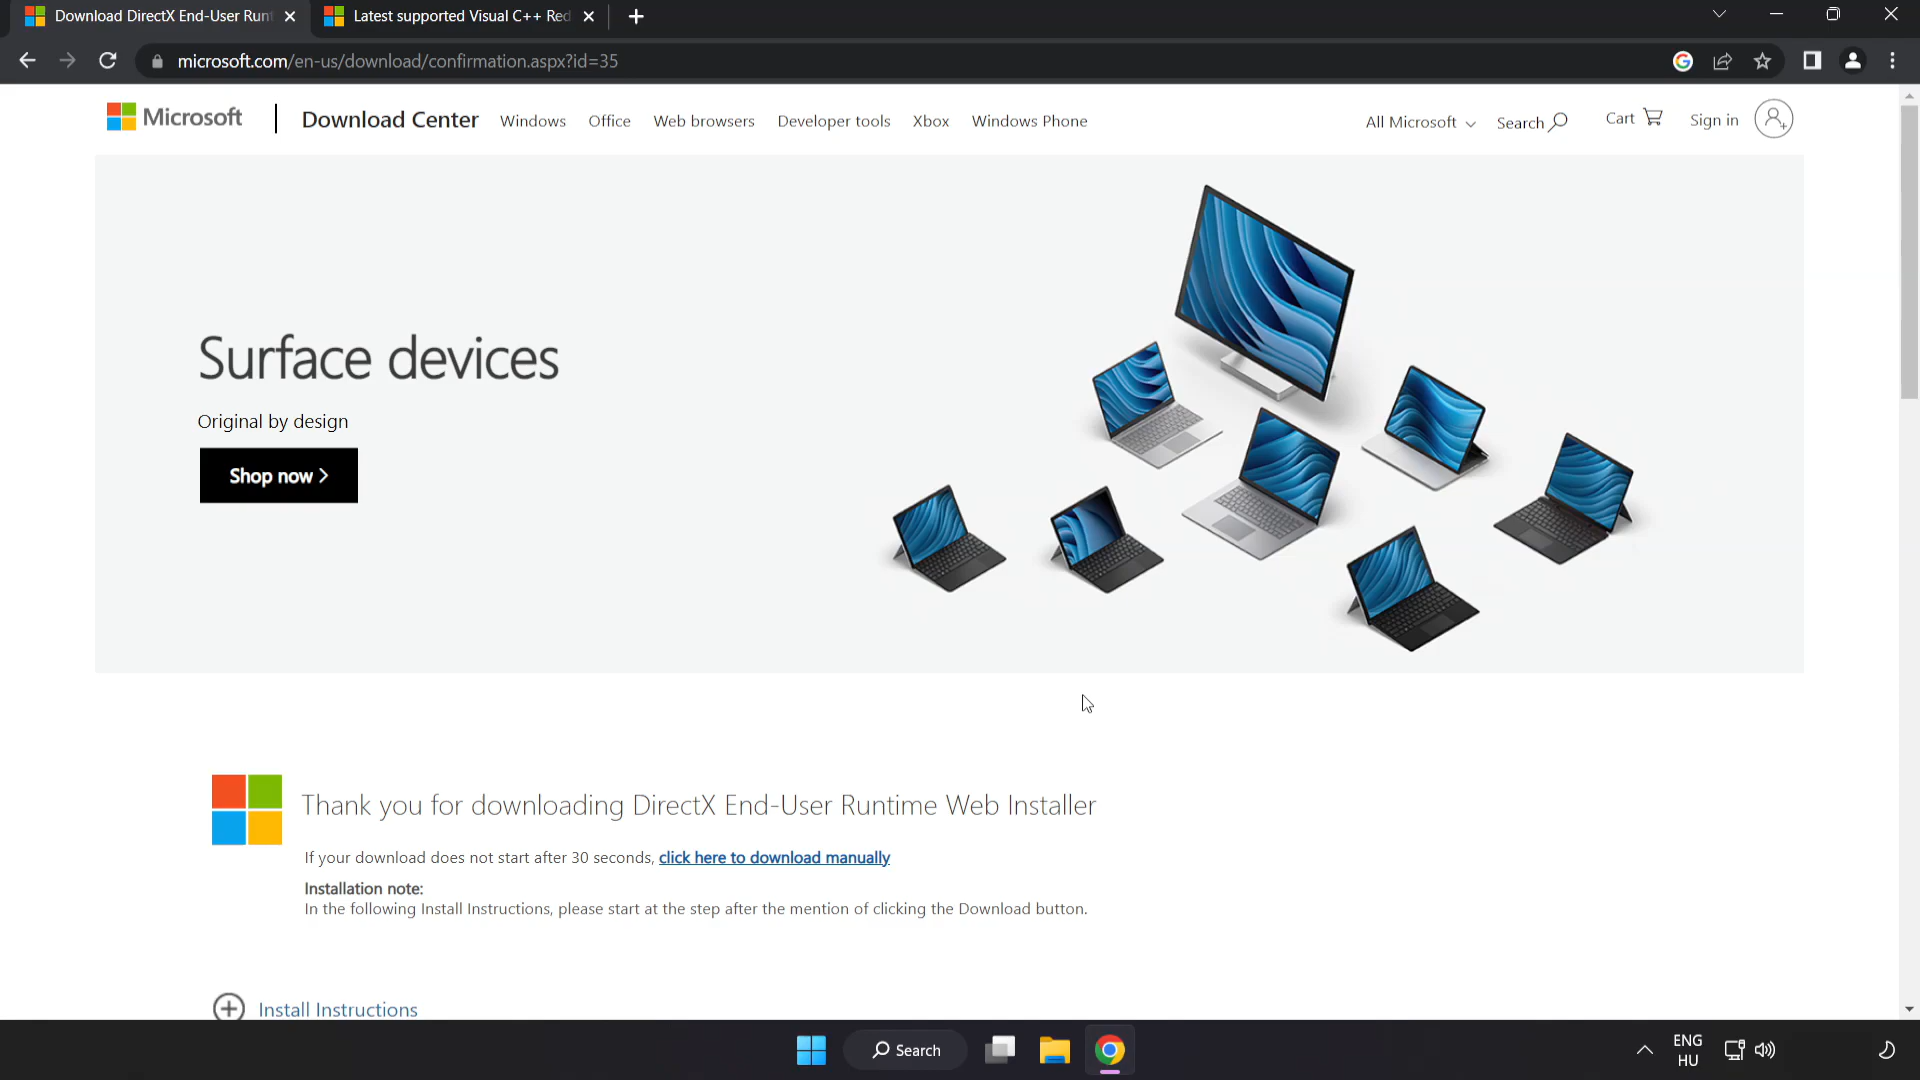 Download DirectX End-User Runt
Latest supported Visual C++ Red
microsoft.com/en-us/download/confirmation.aspx?id=35
Microsoft
Download Center
Windows
Office
Web browsers
Developer tools
Xbox
Windows Phone
All Microsoft
Search
Cart
Sign in
Surface devices
Original by design
Shop now
Thank you for downloading DirectX End-User Runtime Web Installer
If your download does not start after 30 seconds, click here to download manually
Installation note:
In the following Install Instructions, please start at the step after the mention of clicking the Download button.
Install Instructions
Search
ENG
HU